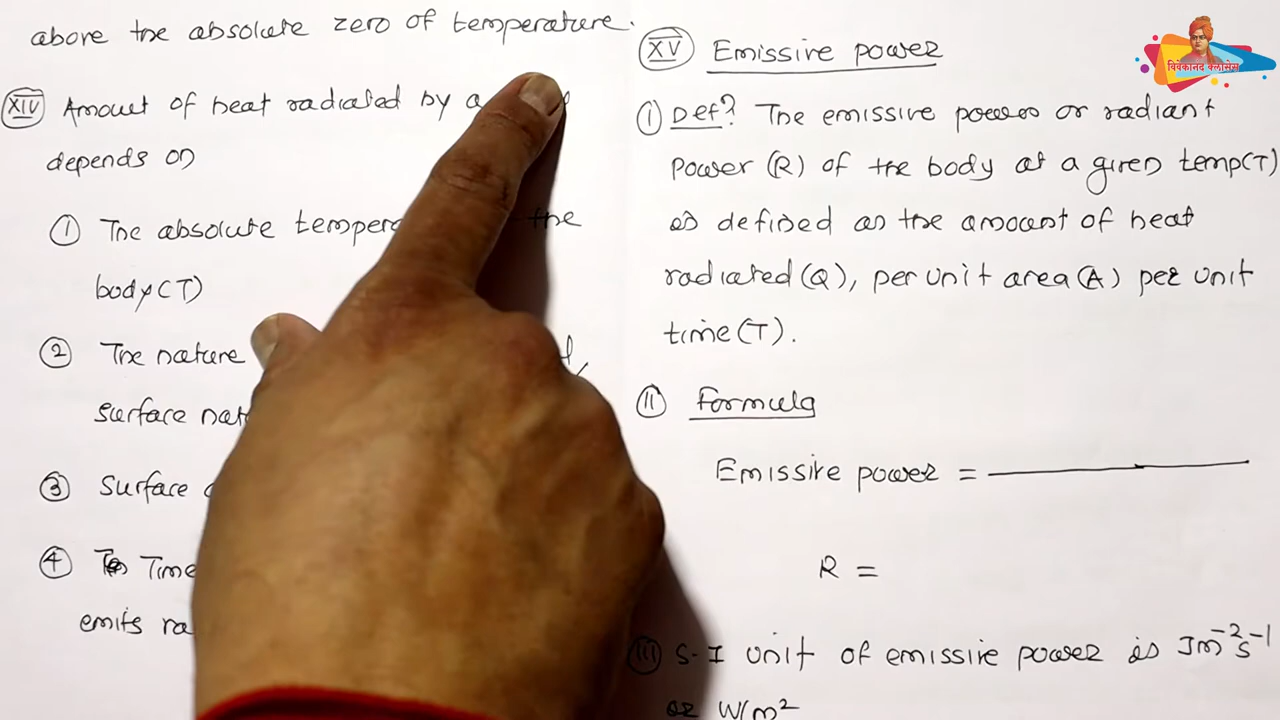 above the absolute zero of temperature.
XIV Amount of heat radiated by a
depends on
① The absolute temper the
body (T)
② The nature
surface nat
③ Surface
④ Time
emits ra
XV Emissive power
① Def? The emissive power or radiant
Power (R) of the body at a given temp(T)
is defined as the amount of heat
radiated (Q), per unit area (A) per unit
time (T).
II Formula
Emissive power =
R =
III S-I unit of emissive power is Jm⁻²s⁻¹
or W/m²
विवेकानंद क्लासेस